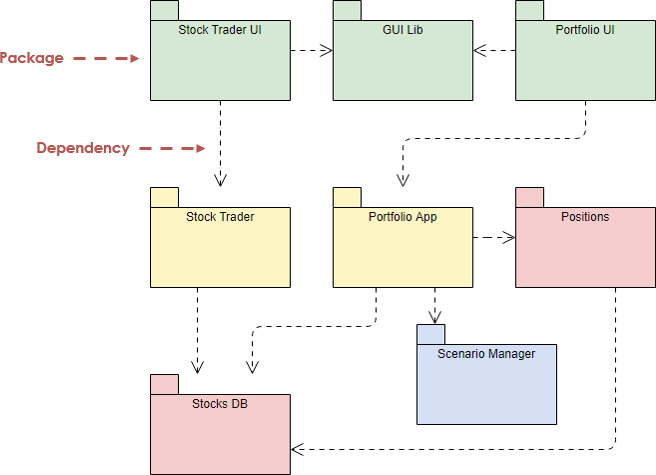 Stock Trader UI
GUI Lib
Portfolio UI
Package
Dependency
Stock Trader
Portfolio App
Positions
Scenario Manager
Stocks DB